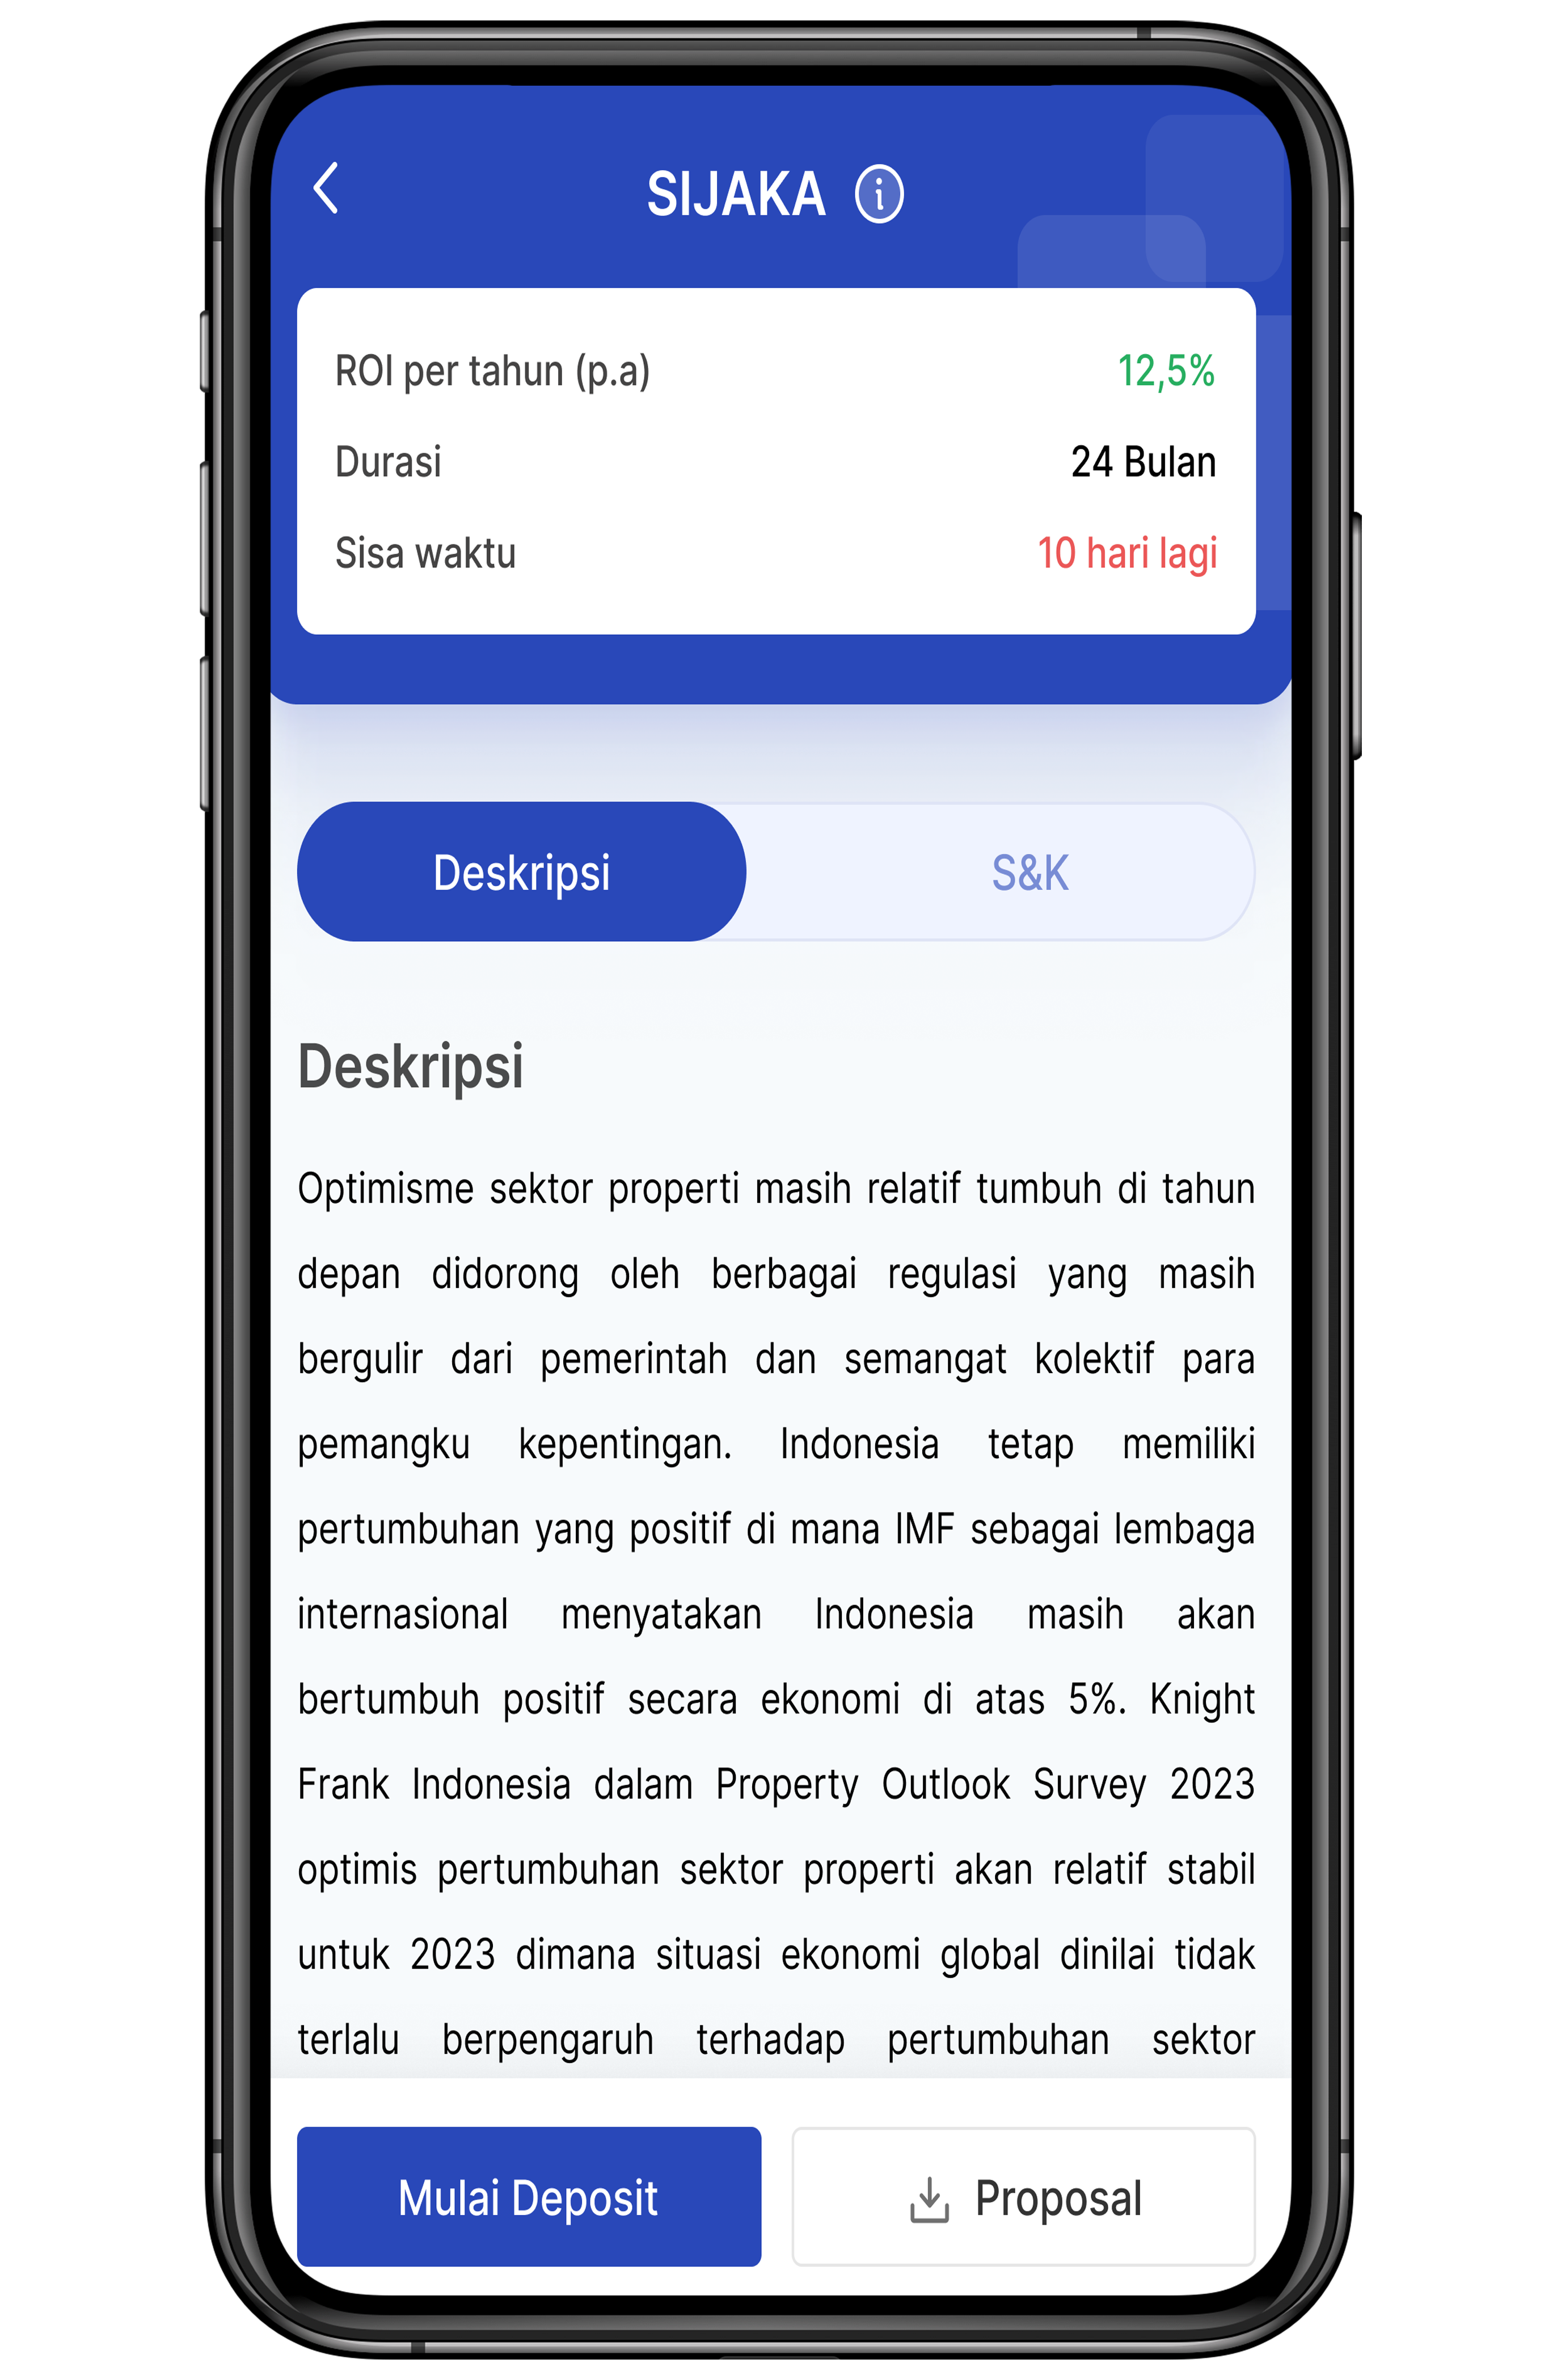 SIJAKA
ROI per tahun (p.a) 12,5%
Durasi 24 Bulan
Sisa waktu 10 hari lagi
Deskripsi S&K
Deskripsi
Optimisme sektor properti masih relatif tumbuh di tahun
depan didorong oleh berbagai regulasi yang masih
bergulir dari pemerintah dan semangat kolektif para
pemangku kepentingan. Indonesia tetap memiliki
pertumbuhan yang positif di mana IMF sebagai lembaga
internasional menyatakan Indonesia masih akan
bertumbuh positif secara ekonomi di atas 5%. Knight
Frank Indonesia dalam Property Outlook Survey 2023
optimis pertumbuhan sektor properti akan relatif stabil
untuk 2023 dimana situasi ekonomi global dinilai tidak
terlalu berpengaruh terhadap pertumbuhan sektor
Mulai Deposit Proposal